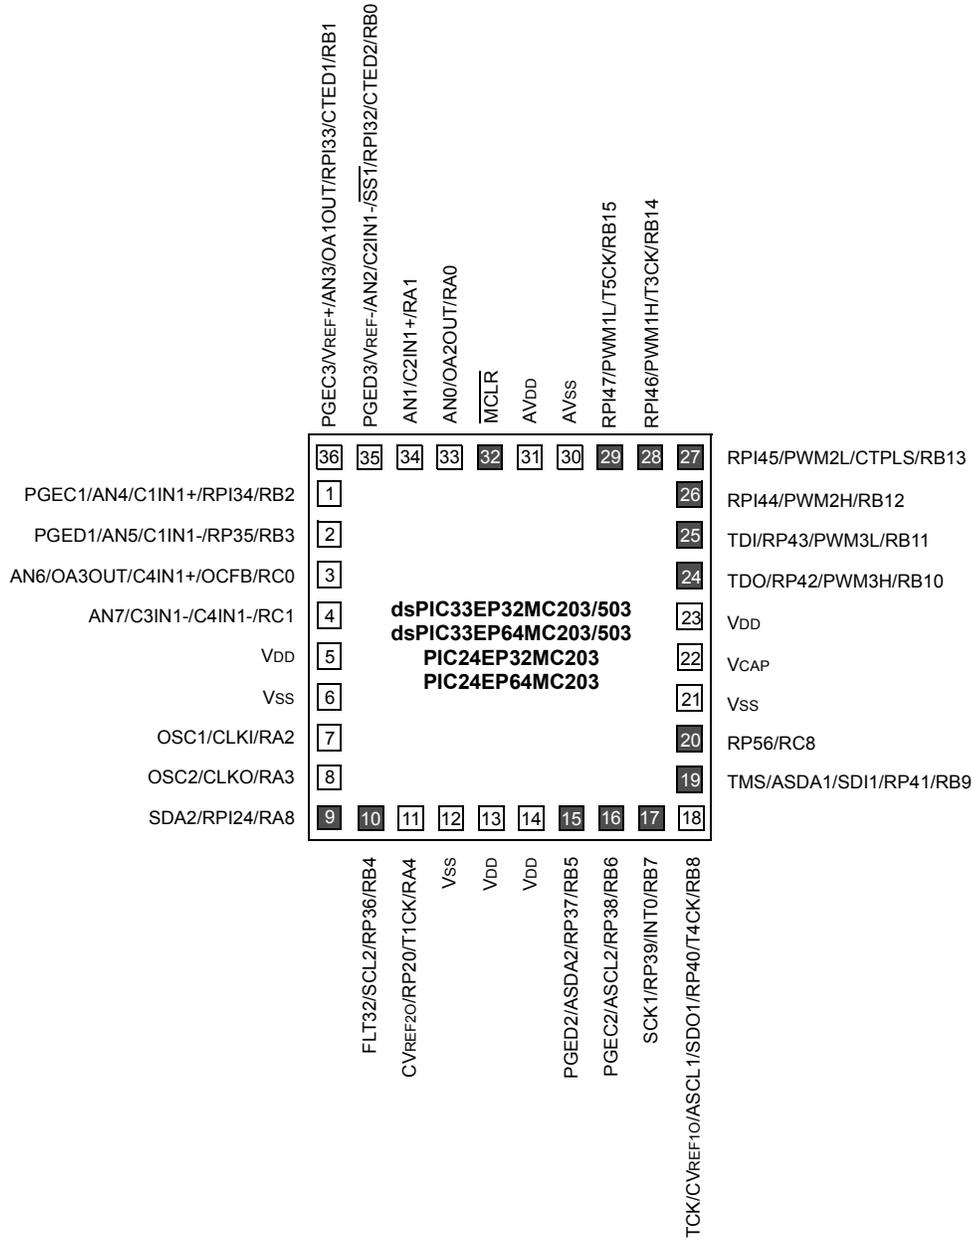 PGEC3/VREF+/AN3/OA1OUT/RPI33/CTED1/RB1
PGED3/VREF-/AN2/C2IN1-/SS1/RPI32/CTED2/RB0
AN1/C2IN1+/RA1
AN0/OA2OUT/RA0
MCLR
AVDD
AVSS
RPI47/PWM1L/T5CK/RB15
RPI46/PWM1H/T3CK/RB14
36 35 34 33 32 31 30 29 28 27 RPI45/PWM2L/CTPLS/RB13
PGEC1/AN4/C1IN1+/RPI34/RB2 1
26 RPI44/PWM2H/RB12
PGED1/AN5/C1IN1-/RP35/RB3 2
25 TDI/RP43/PWM3L/RB11
AN6/OA3OUT/C4IN1+/OCFB/RC0 3
24 TDO/RP42/PWM3H/RB10
AN7/C3IN1-/C4IN1-/RC1 4
23 VDD
VDD 5
22 VCAP
VSS 6
21 VSS
OSC1/CLKI/RA2 7
20 RP56/RC8
OSC2/CLKO/RA3 8
19 TMS/ASDA1/SDI1/RP41/RB9
dsPIC33EP32MC203/503
dsPIC33EP64MC203/503
PIC24EP32MC203
PIC24EP64MC203
SDA2/RPI24/RA8 9 10 11 12 13 14 15 16 17 18
FLT32/SCL2/RP36/RB4
CVREF2O/RP20/T1CK/RA4
VSS
VDD
VDD
PGED2/ASDA2/RP37/RB5
PGEC2/ASCL2/RP38/RB6
SCK1/RP39/INT0/RB7
TCK/CVREF1O/ASCL1/SDO1/RP40/T4CK/RB8